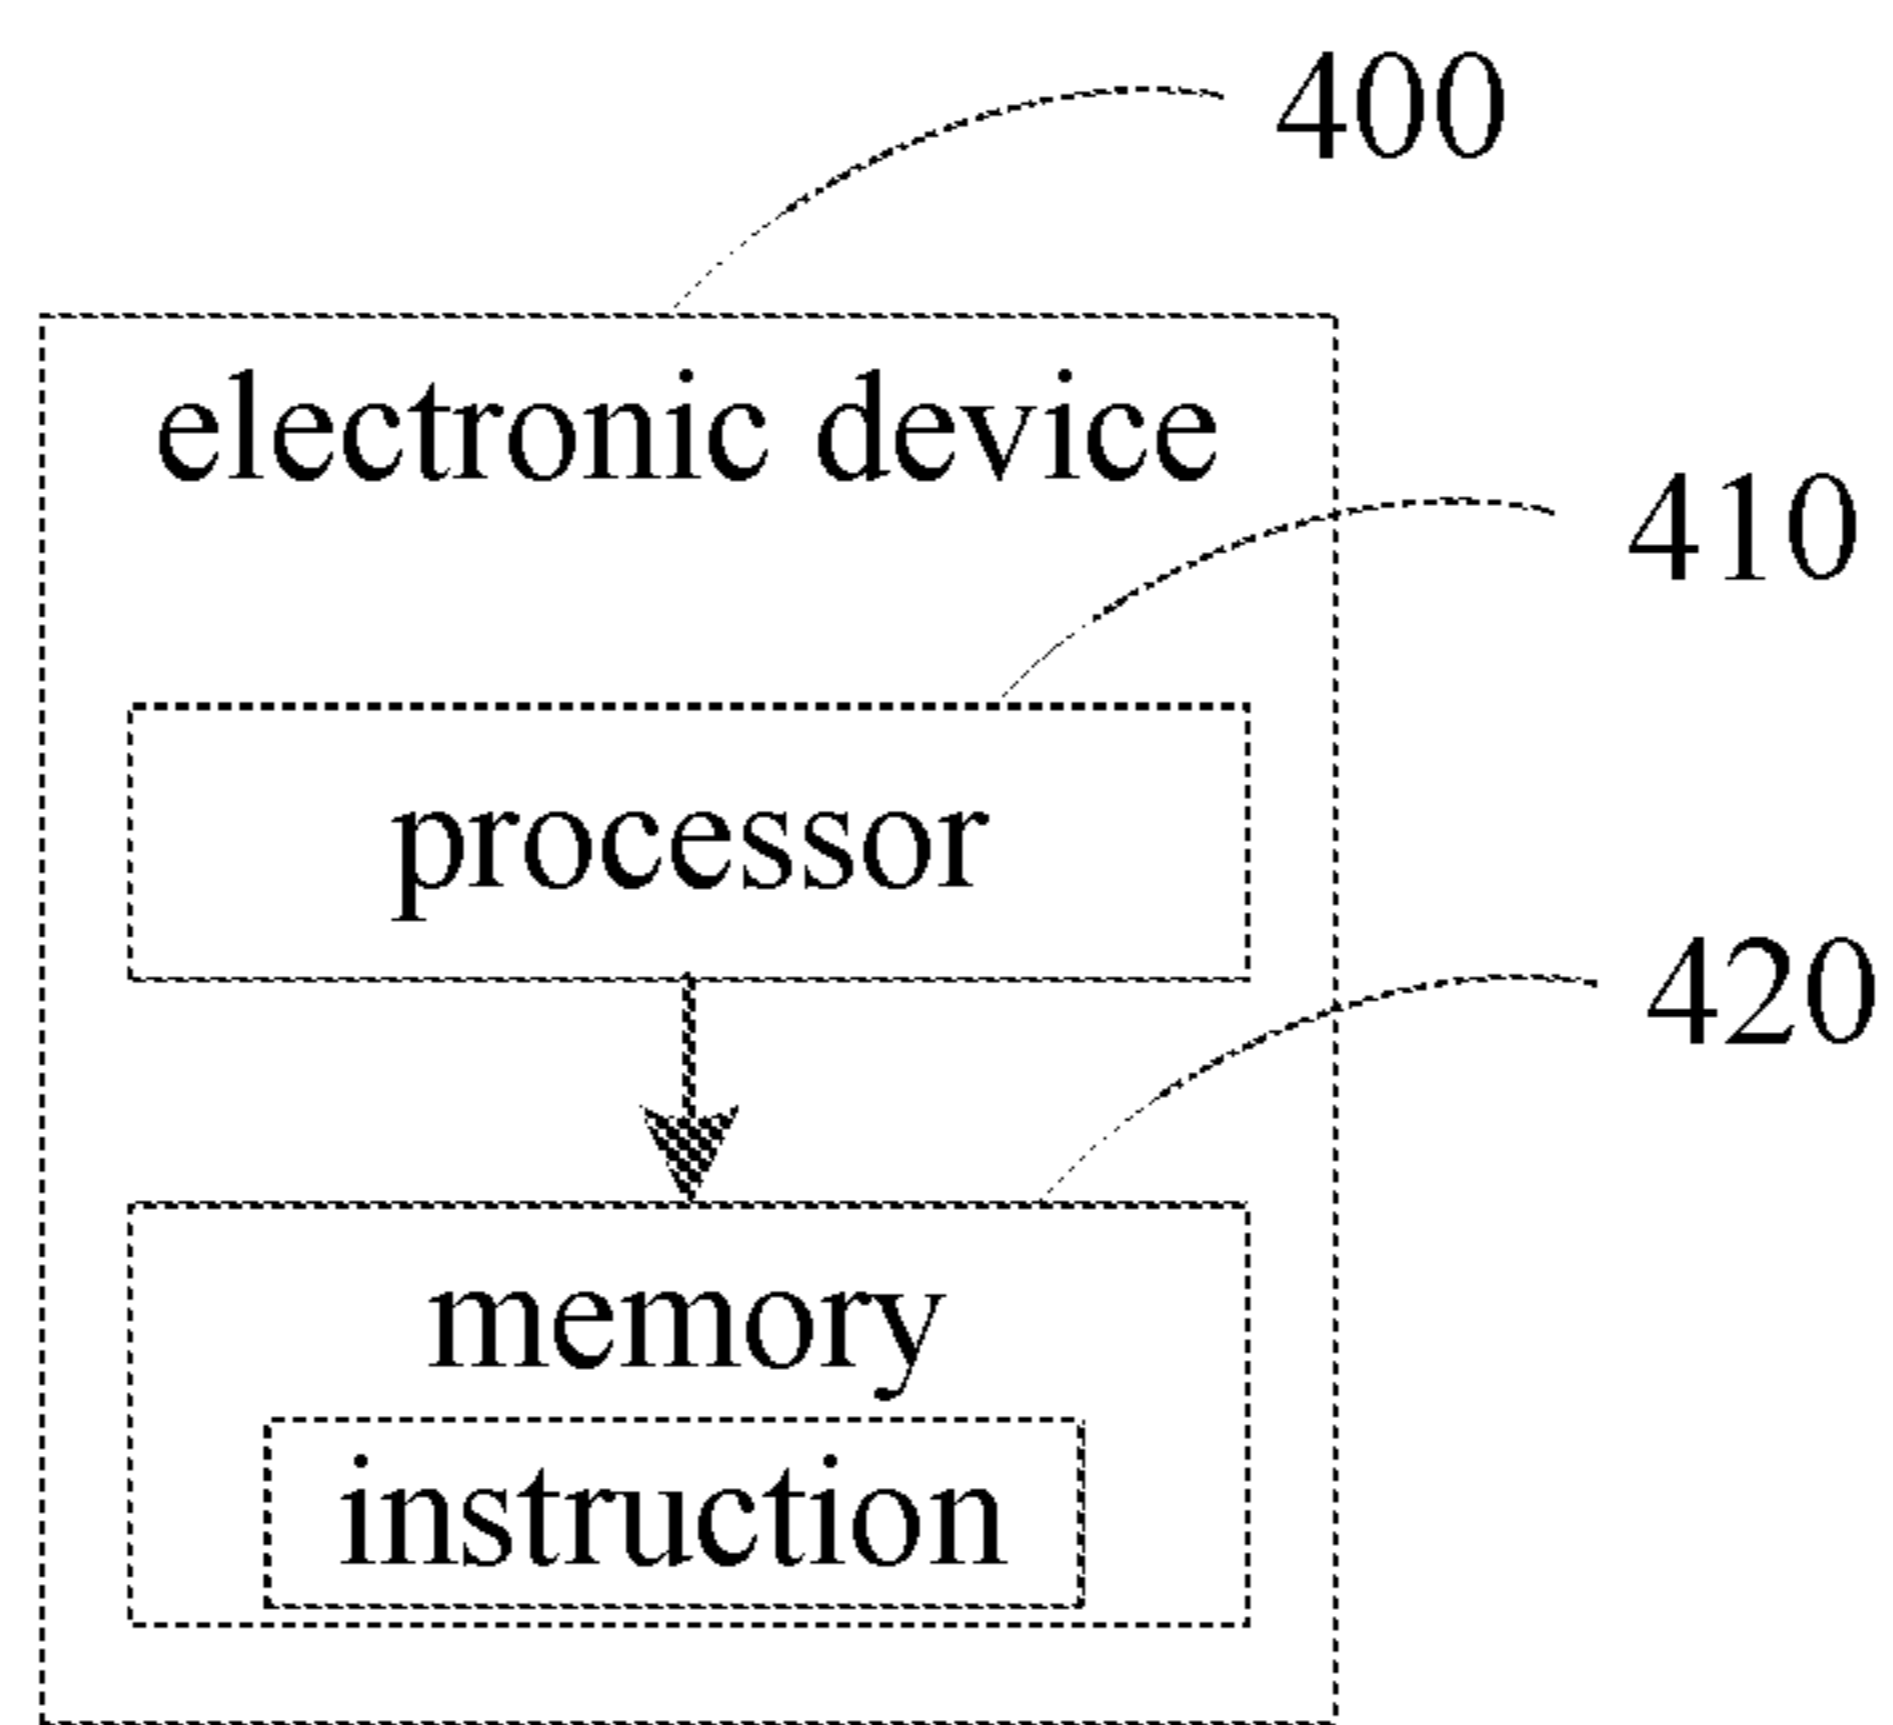 400
electronic device
410
processor
420
memory
instruction